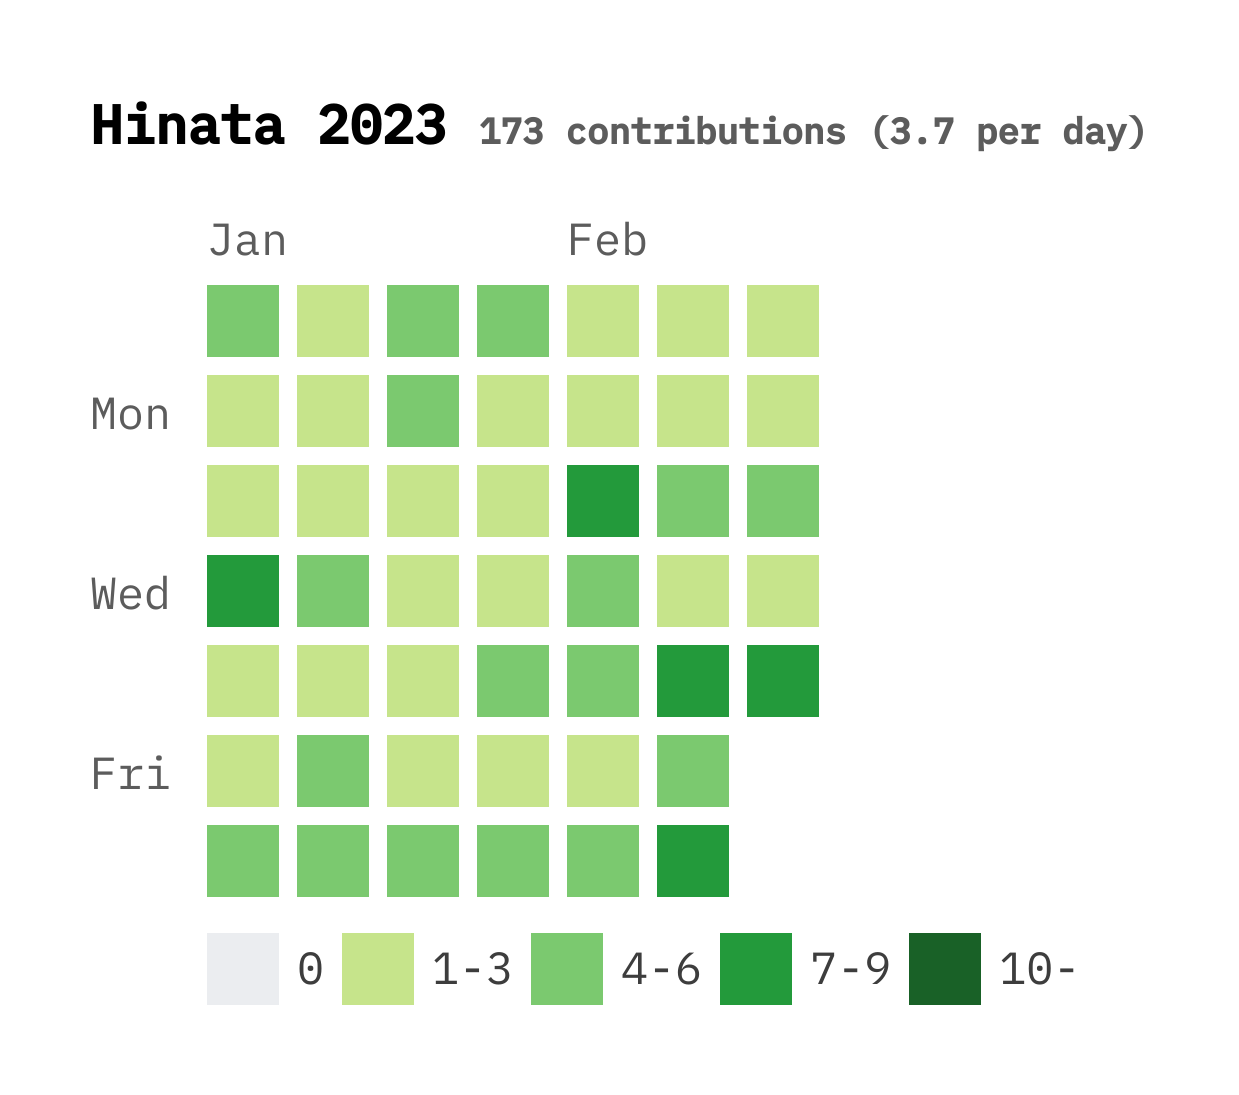 Hinata 2023 173 contributions (3.7 per day)
Jan Feb
Mon
Wed
Fri
0 1-3 4-6 7-9 10-